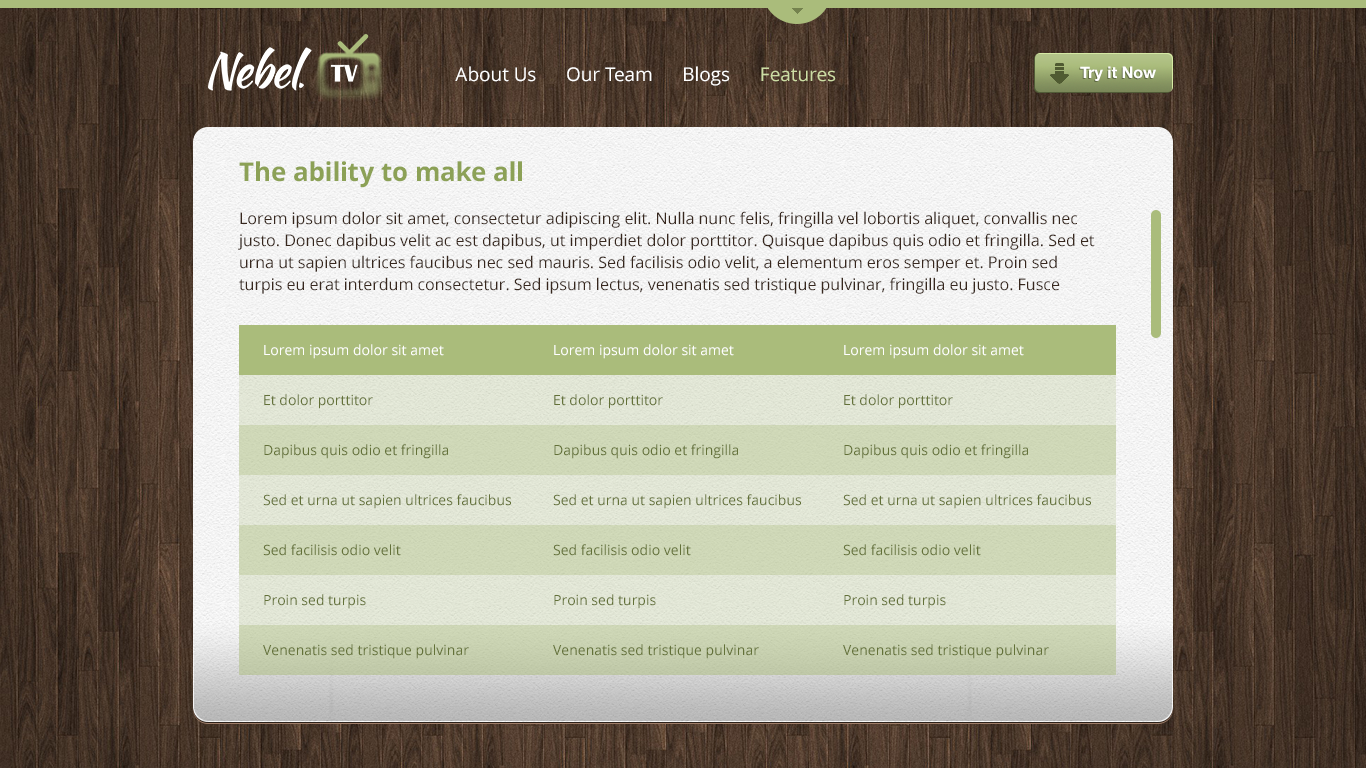 Nebel. TV
About Us Our Team Blogs Features
Try it Now
The ability to make all
Lorem ipsum dolor sit amet, consectetur adipiscing elit. Nulla nunc felis, fringilla vel lobortis aliquet, convallis nec
justo. Donec dapibus velit ac est dapibus, ut imperdiet dolor porttitor. Quisque dapibus quis odio et fringilla. Sed et
urna ut sapien ultrices faucibus nec sed mauris. Sed facilisis odio velit, a elementum eros semper et. Proin sed
turpis eu erat interdum consectetur. Sed ipsum lectus, venenatis sed tristique pulvinar, fringilla eu justo. Fusce
Lorem ipsum dolor sit amet Lorem ipsum dolor sit amet Lorem ipsum dolor sit amet
Et dolor porttitor Et dolor porttitor Et dolor porttitor
Dapibus quis odio et fringilla Dapibus quis odio et fringilla Dapibus quis odio et fringilla
Sed et urna ut sapien ultrices faucibus Sed et urna ut sapien ultrices faucibus Sed et urna ut sapien ultrices faucibus
Sed facilisis odio velit Sed facilisis odio velit Sed facilisis odio velit
Proin sed turpis Proin sed turpis Proin sed turpis
Venenatis sed tristique pulvinar Venenatis sed tristique pulvinar Venenatis sed tristique pulvinar